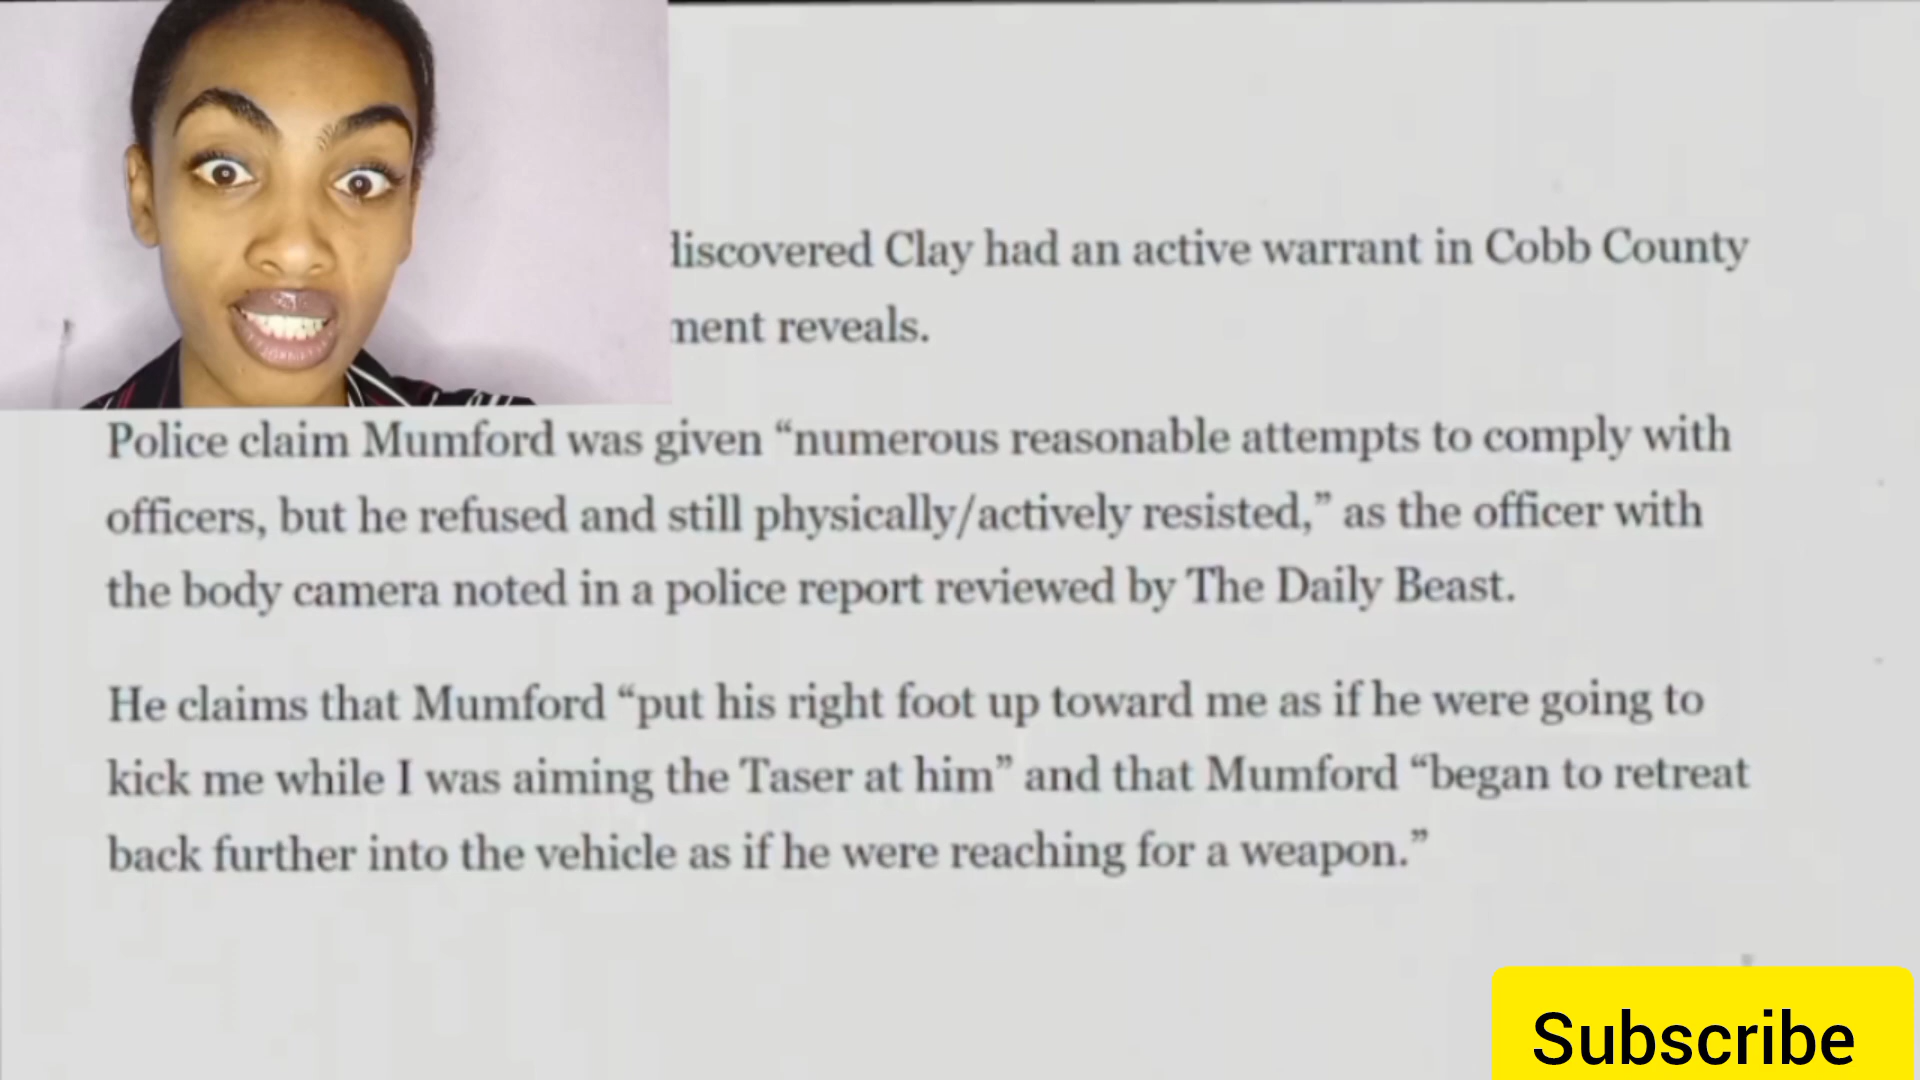 discovered Clay had an active warrant in Cobb County
ment reveals.
Police claim Mumford was given “numerous reasonable attempts to comply with
officers, but he refused and still physically/actively resisted,” as the officer with
the body camera noted in a police report reviewed by The Daily Beast.
He claims that Mumford “put his right foot up toward me as if he were going to
kick me while I was aiming the Taser at him” and that Mumford “began to retreat
back further into the vehicle as if he were reaching for a weapon.”
Subscribe